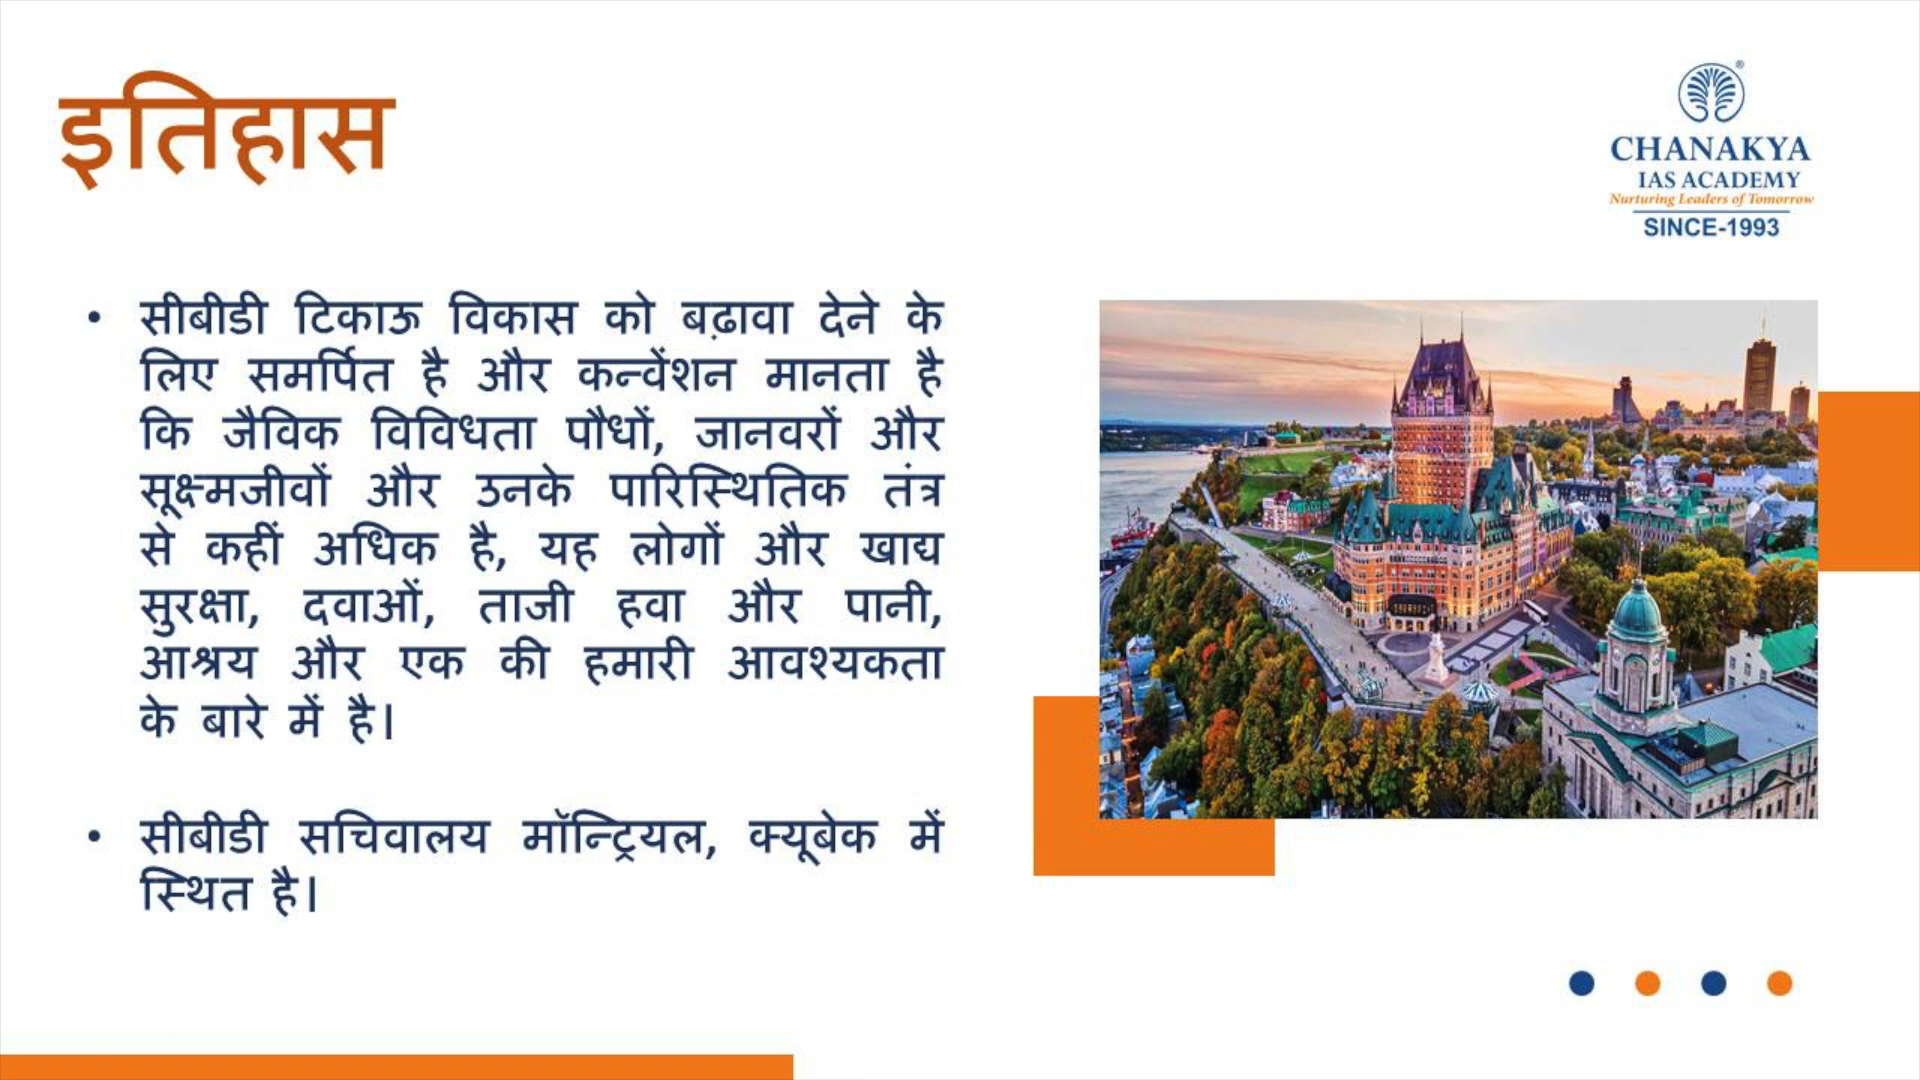 इतिहास
®
CHANAKYA
IAS ACADEMY
Nurturing Leaders of Tomorrow
SINCE-1993
• सीबीडी टिकाऊ विकास को बढ़ावा देने के
लिए समर्पित है और कन्वेंशन मानता है
कि जैविक विविधता पौधों, जानवरों और
सूक्ष्मजीवों और उनके पारिस्थितिक तंत्र
से कहीं अधिक है, यह लोगों और खाद्य
सुरक्षा, दवाओं, ताजी हवा और पानी,
आश्रय और एक की हमारी आवश्यकता
के बारे में है।
• सीबीडी सचिवालय मॉन्ट्रियल, क्यूबेक में
स्थित है।